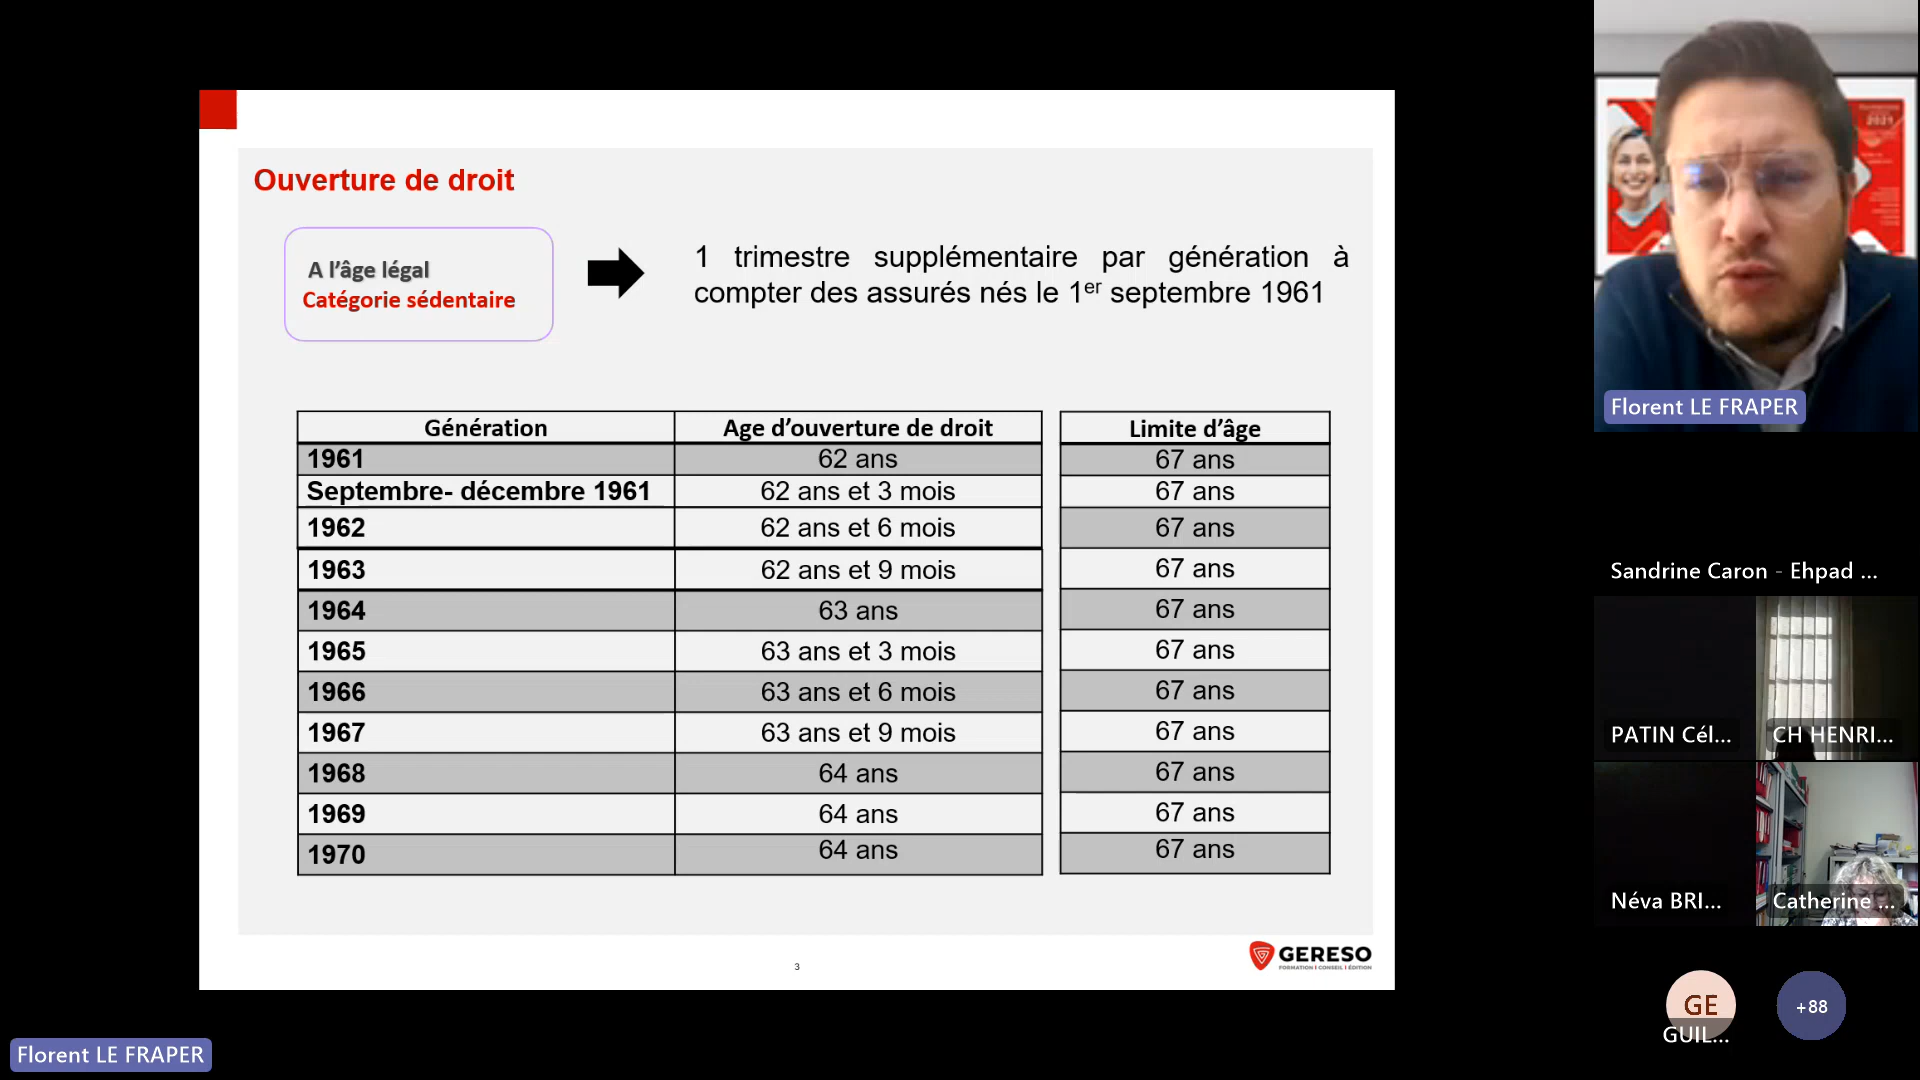 Ouverture de droit
A l’âge légal
Catégorie sédentaire
1 trimestre supplémentaire par génération à
compter des assurés nés le 1er septembre 1961
Génération Age d’ouverture de droit Limite d’âge
1961 62 ans 67 ans
Septembre- décembre 1961 62 ans et 3 mois 67 ans
1962 62 ans et 6 mois 67 ans
1963 62 ans et 9 mois 67 ans
1964 63 ans 67 ans
1965 63 ans et 3 mois 67 ans
1966 63 ans et 6 mois 67 ans
1967 63 ans et 9 mois 67 ans
1968 64 ans 67 ans
1969 64 ans 67 ans
1970 64 ans 67 ans
3
GERESO
FORMATION I CONSEIL I ÉDITION
Florent LE FRAPER
2021
Florent LE FRAPER
Sandrine Caron - Ehpad ...
PATIN Cél...
CH HENRI...
Néva BRI...
Catherine ...
GE
GUIL...
+88